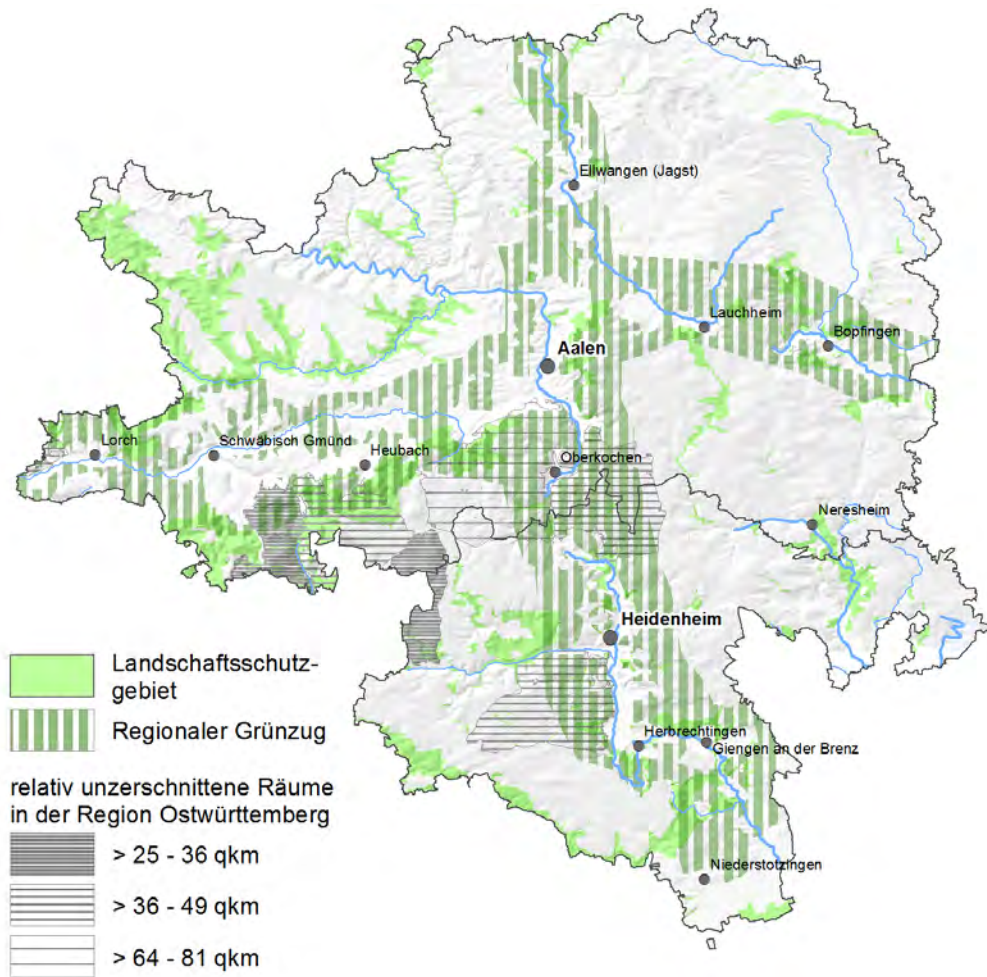 Ellwangen (Jagst)
Lauchheim
Bopfingen
Aalen
Lorch
Schwäbisch Gmünd
Heubach
Oberkochen
Neresheim
Heidenheim
Herbrechtingen
Giengen an der Brenz
Niederstotzingen
Landschaftsschutz-
gebiet
Regionaler Grünzug
relativ unzerschnittene Räume
in der Region Ostwürttemberg
> 25 - 36 qkm
> 36 - 49 qkm
> 64 - 81 qkm